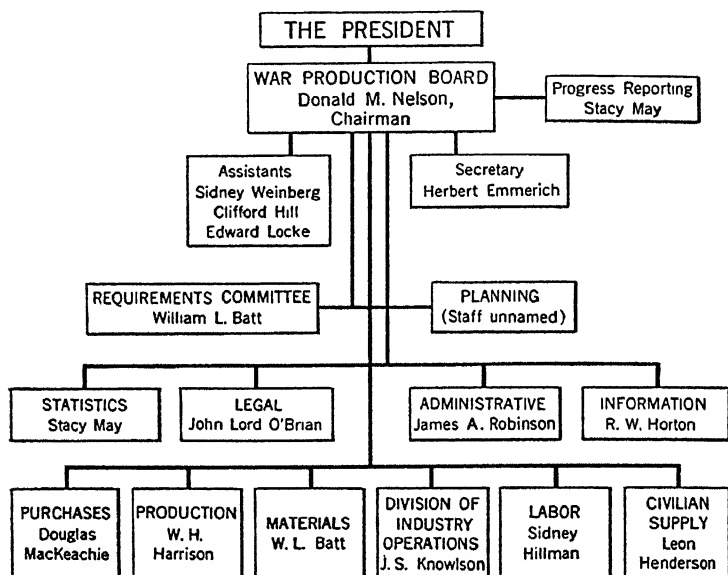 THE PRESIDENT
WAR PRODUCTION BOARD
Donald M. Nelson,
Chairman
Progress Reporting
Stacy May
Assistants
Sidney Weinberg
Clifford Hill
Edward Locke
Secretary
Herbert Emmerich
REQUIREMENTS COMMITTEE
William L. Batt
PLANNING
(Staff unnamed)
STATISTICS
Stacy May
LEGAL
John Lord O'Brian
ADMINISTRATIVE
James A. Robinson
INFORMATION
R. W. Horton
PURCHASES
Douglas
MacKeachie
PRODUCTION
W. H.
Harrison
MATERIALS
W. L. Batt
DIVISION OF
INDUSTRY
OPERATIONS
J. S. Knowlson
LABOR
Sidney
Hillman
CIVILIAN
SUPPLY
Leon
Henderson